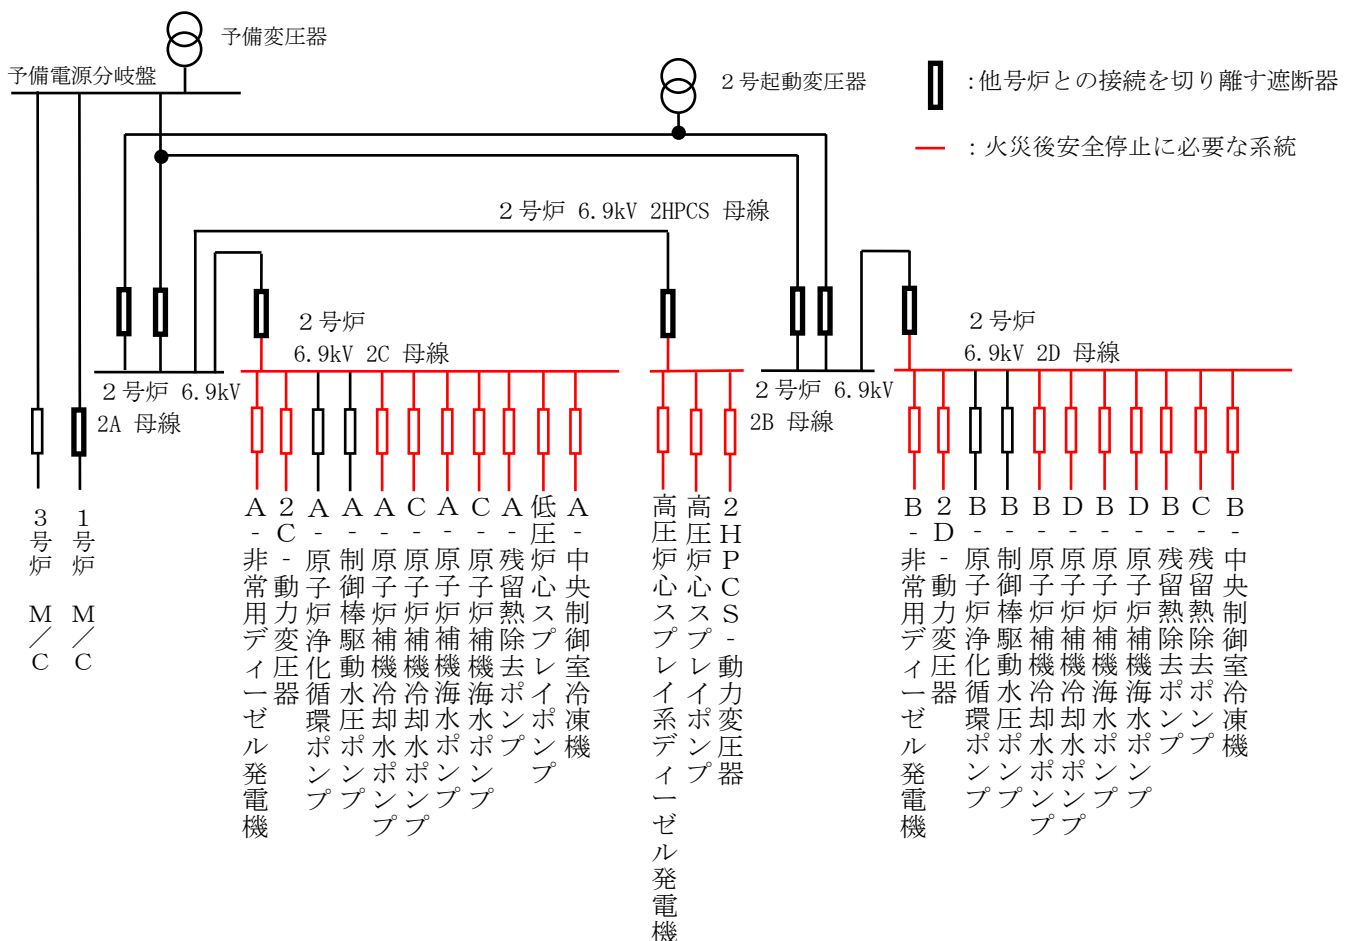 予備変圧器
予備電源分岐盤
２号起動変圧器
：他号炉との接続を切り離す遮断器
：火災後安全停止に必要な系統
２号炉 6.9kV 2HPCS 母線
２号炉
6.9kV 2C 母線
２号炉
6.9kV 2D 母線
２号炉 6.9kV
2A 母線
２号炉 6.9kV
2B 母線
３号炉 Ｍ／Ｃ
１号炉 Ｍ／Ｃ
Ａ-非常用ディーゼル発電機
２Ｃ-動力変圧器
Ａ-原子炉浄化循環ポンプ
Ａ-制御棒駆動水圧ポンプ
Ａ-原子炉補機冷却水ポンプ
Ｃ-原子炉補機冷却水ポンプ
Ａ-原子炉補機海水ポンプ
Ｃ-原子炉補機海水ポンプ
Ａ-残留熱除去ポンプ
低圧炉心スプレイポンプ
Ａ-中央制御室冷凍機
高圧炉心スプレイ系ディーゼル発電機
高圧炉心スプレイポンプ
２ＨＰＣＳ-動力変圧器
Ｂ-非常用ディーゼル発電機
２Ｄ-動力変圧器
Ｂ-原子炉浄化循環ポンプ
Ｂ-制御棒駆動水圧ポンプ
Ｂ-原子炉補機冷却水ポンプ
Ｄ-原子炉補機冷却水ポンプ
Ｂ-原子炉補機海水ポンプ
Ｄ-原子炉補機海水ポンプ
Ｂ-残留熱除去ポンプ
Ｃ-残留熱除去ポンプ
Ｂ-中央制御室冷凍機